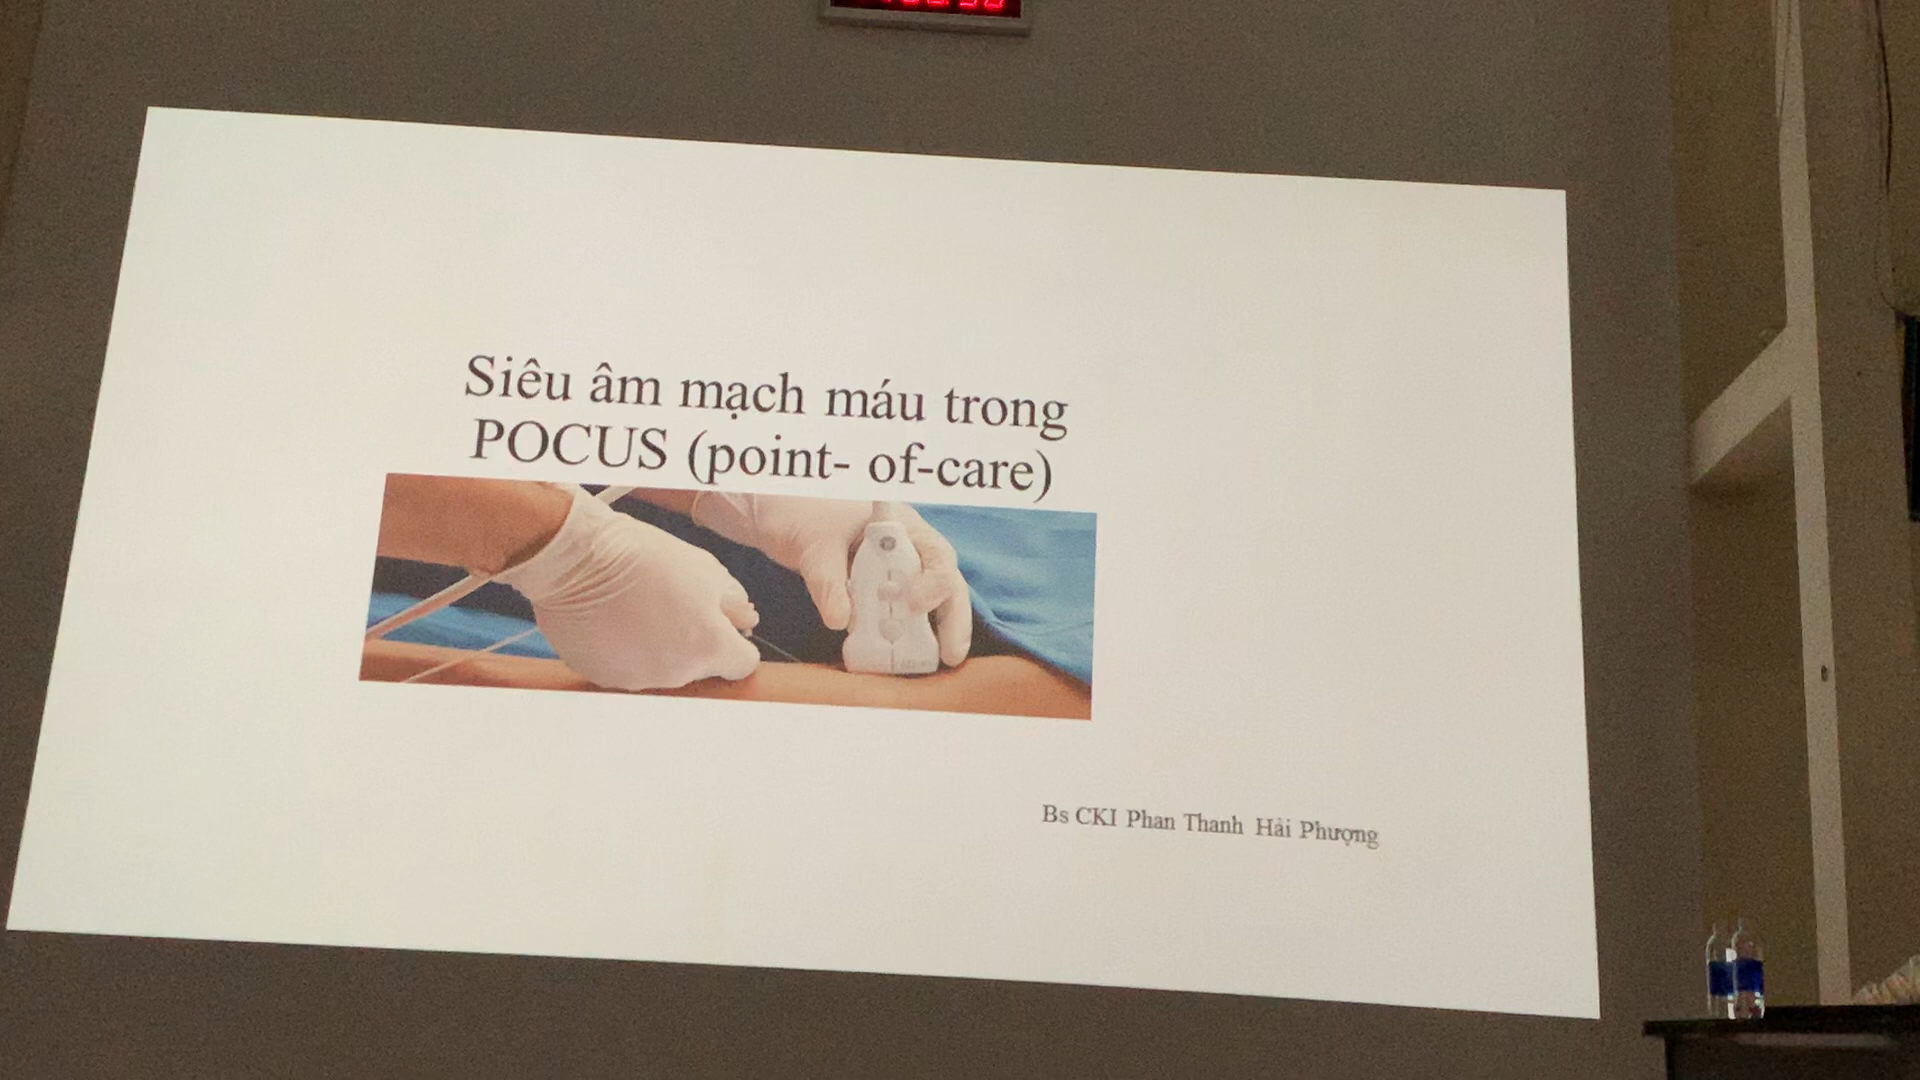 Siêu âm mạch máu trong
POCUS (point- of-care)
Bs CKI Phan Thanh Hải Phượng